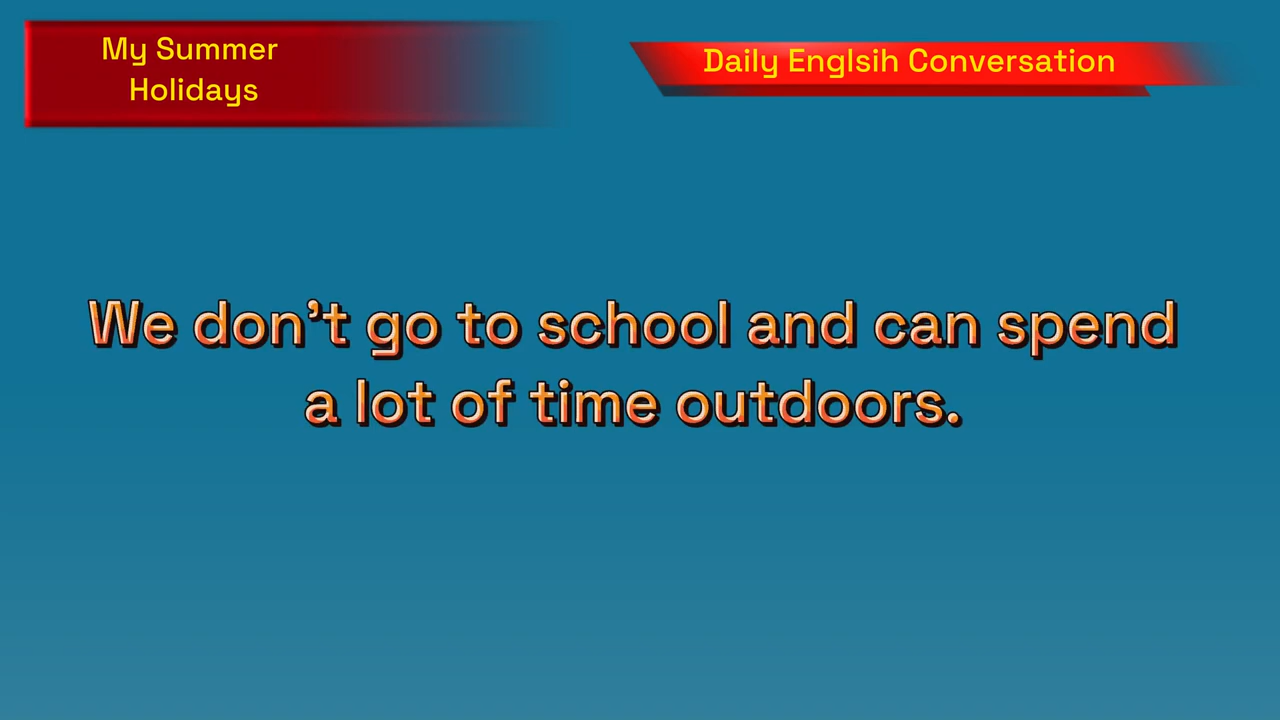 My Summer
Holidays
Daily Englsih Conversation
We don't go to school and can spend
a lot of time outdoors.